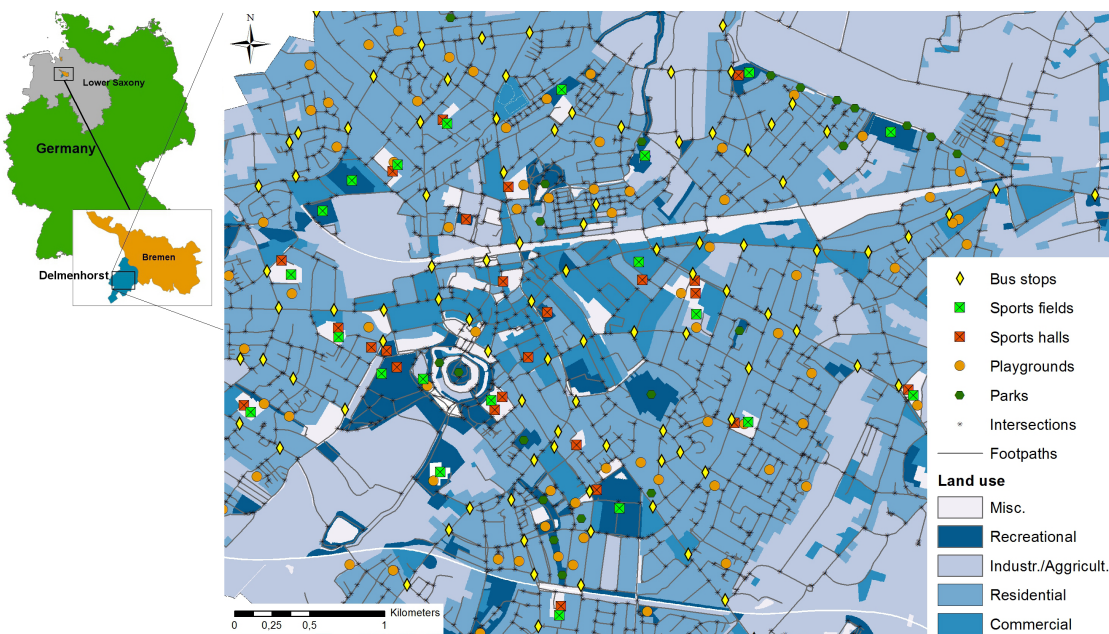 N
Lower Saxony
Germany
Bremen
Delmenhorst
Bus stops
Sports fields
Sports halls
Playgrounds
Parks
Intersections
Footpaths
Land use
Misc.
Recreational
Industr./Aggricult.
Residential
Commercial
Kilometers
0 0,25 0,5 1